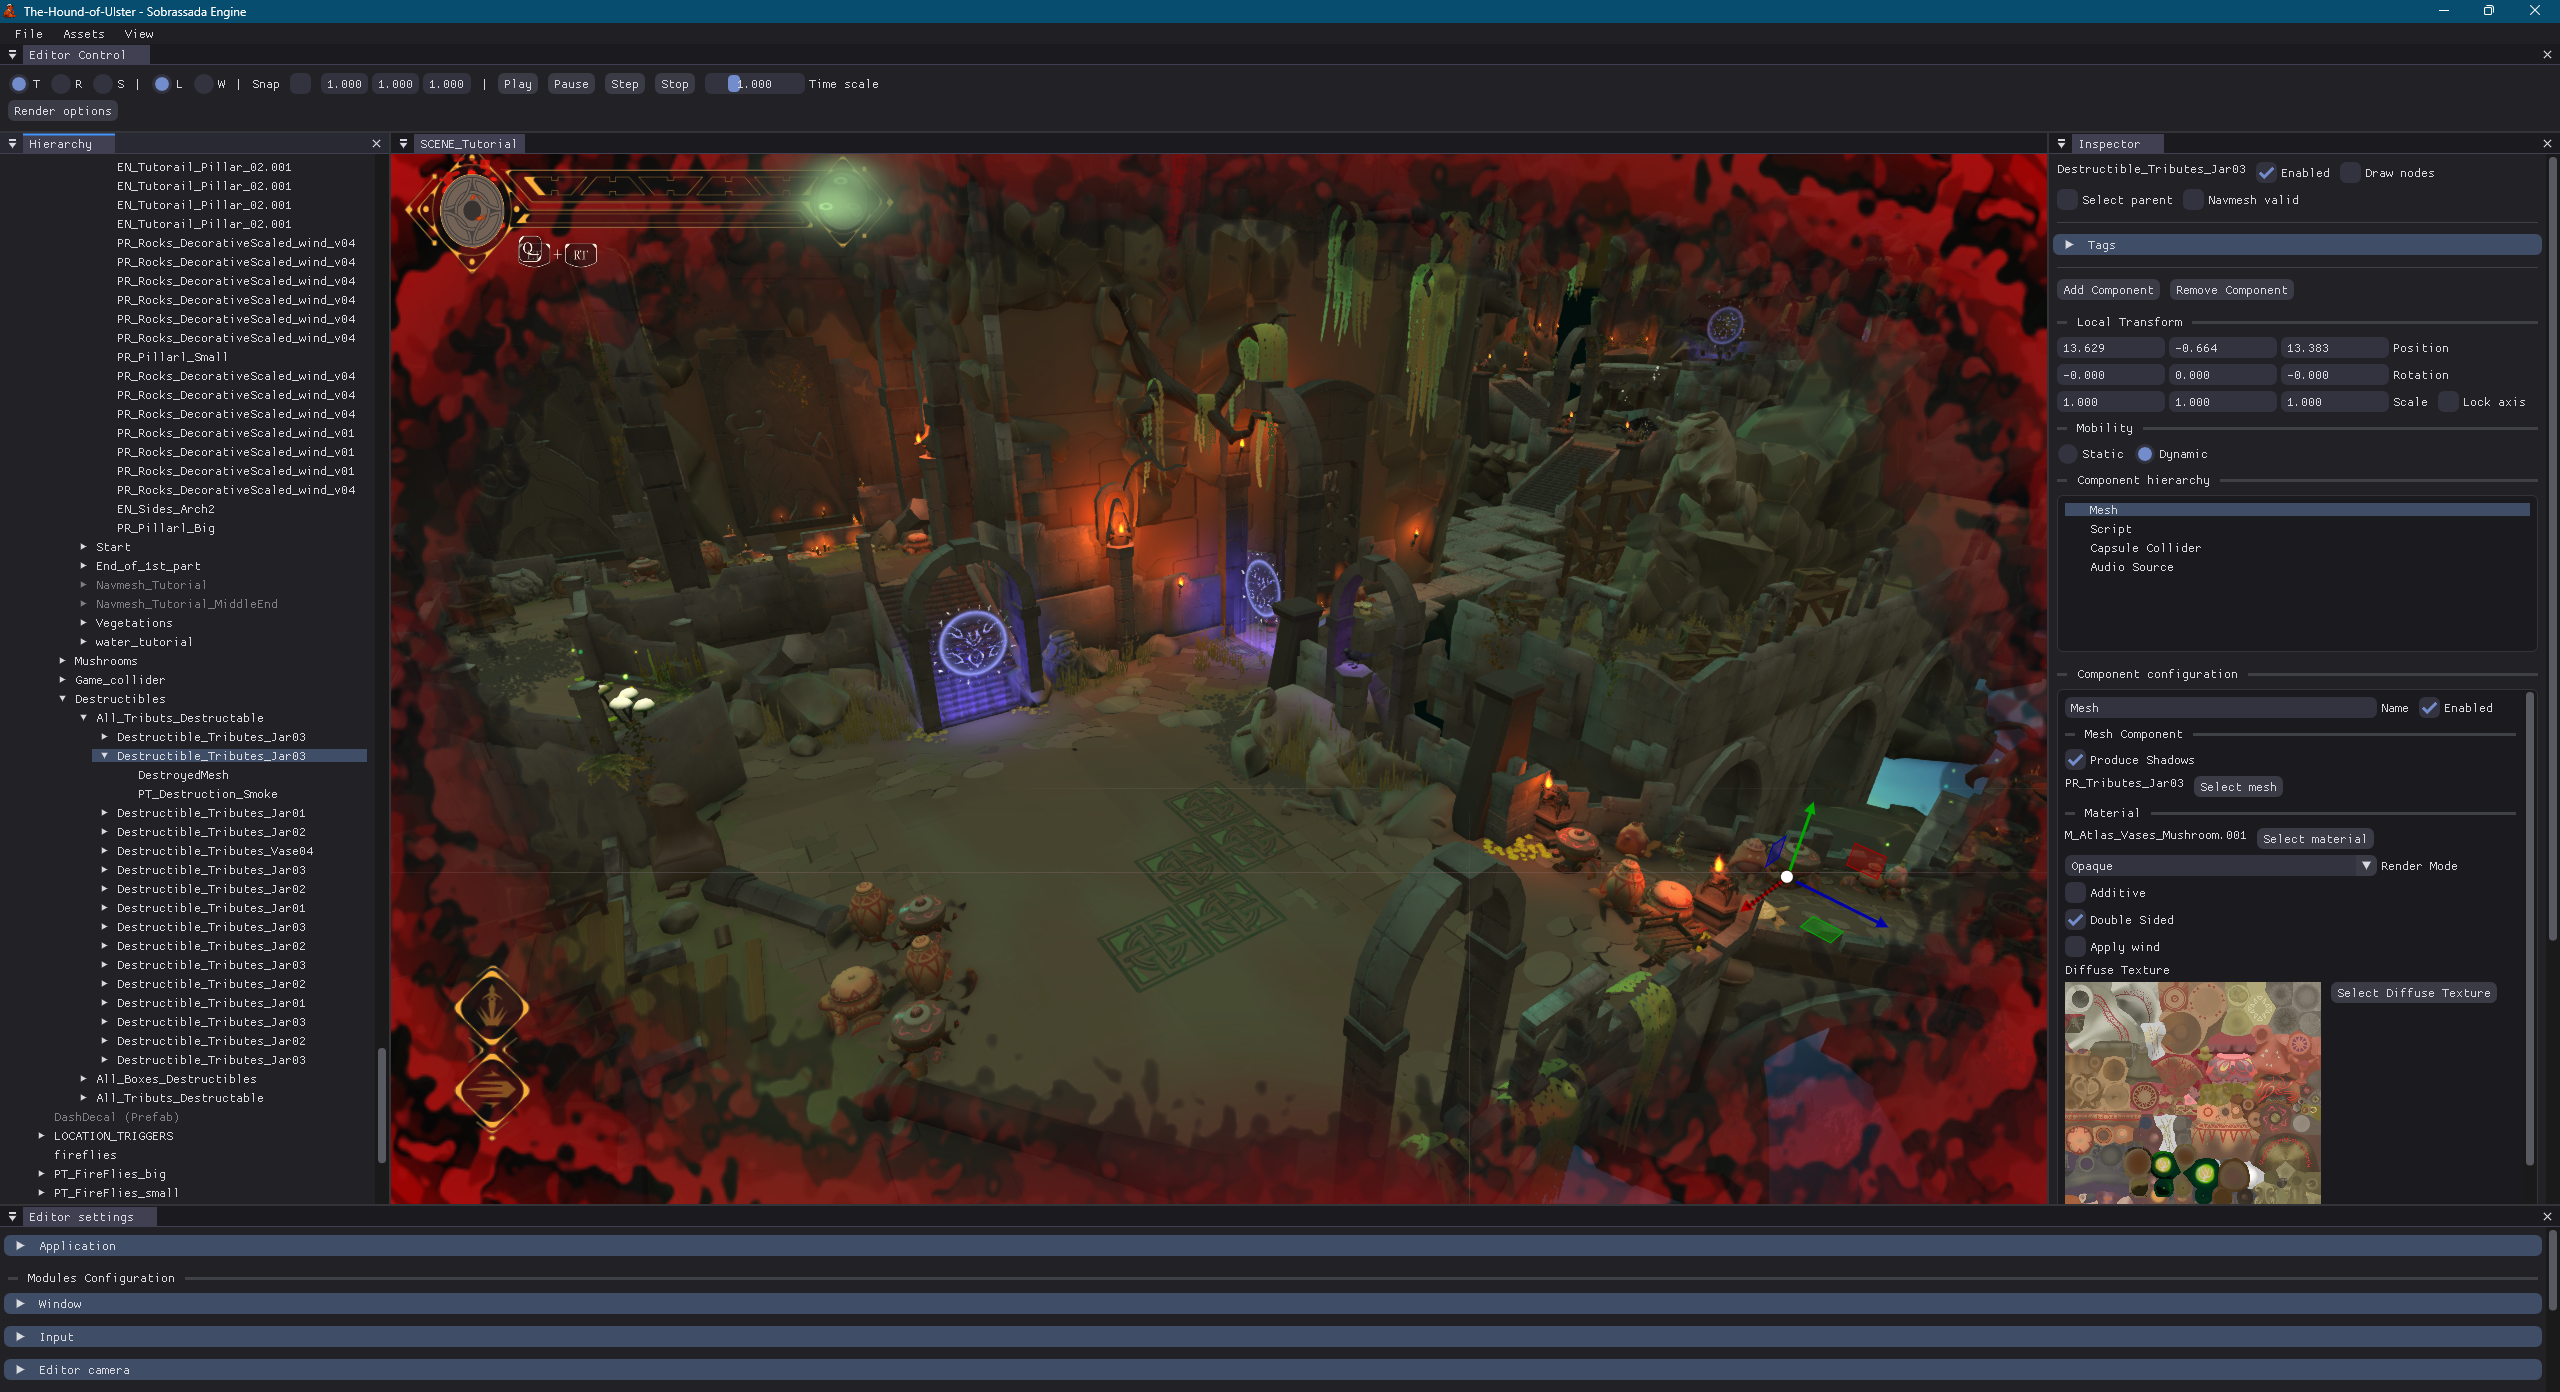 The-Hound-of-Ulster - Sobrassada Engine
File Assets View
Editor Control
T R S | L W | Snap 1.000 1.000 1.000 | Play Pause Step Stop 1.000 Time scale
Render options
Hierarchy
EN_Tutorail_Pillar_02.001
EN_Tutorail_Pillar_02.001
EN_Tutorail_Pillar_02.001
EN_Tutorail_Pillar_02.001
PR_Rocks_DecorativeScaled_wind_v04
PR_Rocks_DecorativeScaled_wind_v04
PR_Rocks_DecorativeScaled_wind_v04
PR_Rocks_DecorativeScaled_wind_v04
PR_Rocks_DecorativeScaled_wind_v04
PR_Rocks_DecorativeScaled_wind_v04
PR_Pillar1_Small
PR_Rocks_DecorativeScaled_wind_v04
PR_Rocks_DecorativeScaled_wind_v04
PR_Rocks_DecorativeScaled_wind_v04
PR_Rocks_DecorativeScaled_wind_v01
PR_Rocks_DecorativeScaled_wind_v01
PR_Rocks_DecorativeScaled_wind_v01
PR_Rocks_DecorativeScaled_wind_v04
EN_Sides_Arch2
PR_Pillar1_Big
Start
End_of_1st_part
Navmesh_Tutorial
Navmesh_Tutorial_MiddleEnd
Vegetations
water_tutorial
Mushrooms
Game_collider
Destructibles
All_Tributs_Destructable
Destructible_Tributes_Jar03
Destructible_Tributes_Jar03
DestroyedMesh
PT_Destruction_Smoke
Destructible_Tributes_Jar01
Destructible_Tributes_Jar02
Destructible_Tributes_Vase04
Destructible_Tributes_Jar03
Destructible_Tributes_Jar02
Destructible_Tributes_Jar01
Destructible_Tributes_Jar03
Destructible_Tributes_Jar02
Destructible_Tributes_Jar03
Destructible_Tributes_Jar02
Destructible_Tributes_Jar01
Destructible_Tributes_Jar03
Destructible_Tributes_Jar02
Destructible_Tributes_Jar03
All_Boxes_Destructibles
All_Tributs_Destructable
DashDecal (Prefab)
LOCATION_TRIGGERS
fireflies
PT_FireFlies_big
PT_FireFlies_small
SCENE_Tutorial
+ RT
Inspector
Destructible_Tributes_Jar03 Enabled Draw nodes
Select parent Navmesh valid
Tags
Add Component Remove Component
Local Transform
13.629 -0.664 13.383 Position
-0.000 0.000 -0.000 Rotation
1.000 1.000 1.000 Scale Lock axis
Mobility
Static Dynamic
Component hierarchy
Mesh
Script
Capsule Collider
Audio Source
Component configuration
Mesh Name Enabled
Mesh Component
Produce Shadows
PR_Tributes_Jar03 Select mesh
Material
M_Atlas_Vases_Mushroom.001 Select material
Opaque Render Mode
Additive
Double Sided
Apply wind
Diffuse Texture
Select Diffuse Texture
Editor settings
Application
Modules Configuration
Window
Input
Editor camera